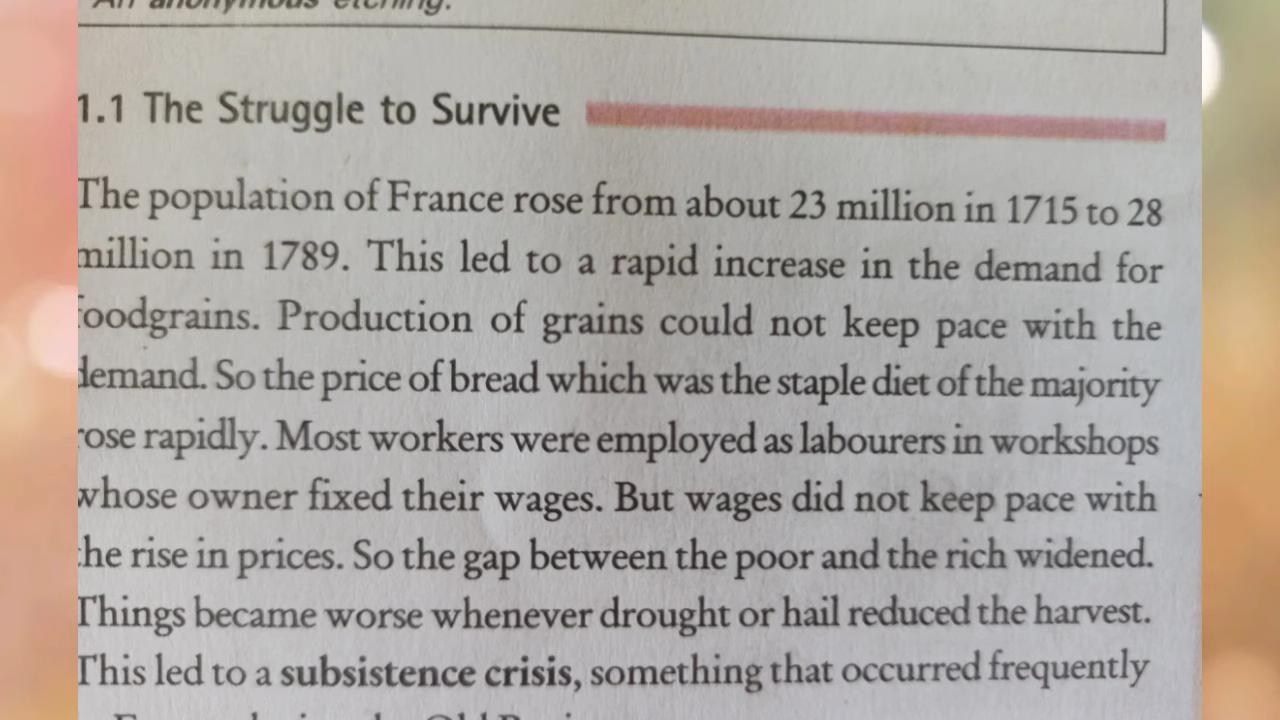 An anonymous etching.
1.1 The Struggle to Survive
The population of France rose from about 23 million in 1715 to 28
million in 1789. This led to a rapid increase in the demand for
foodgrains. Production of grains could not keep pace with the
demand. So the price of bread which was the staple diet of the majority
rose rapidly. Most workers were employed as labourers in workshops
whose owner fixed their wages. But wages did not keep pace with
the rise in prices. So the gap between the poor and the rich widened.
Things became worse whenever drought or hail reduced the harvest.
This led to a subsistence crisis, something that occurred frequently